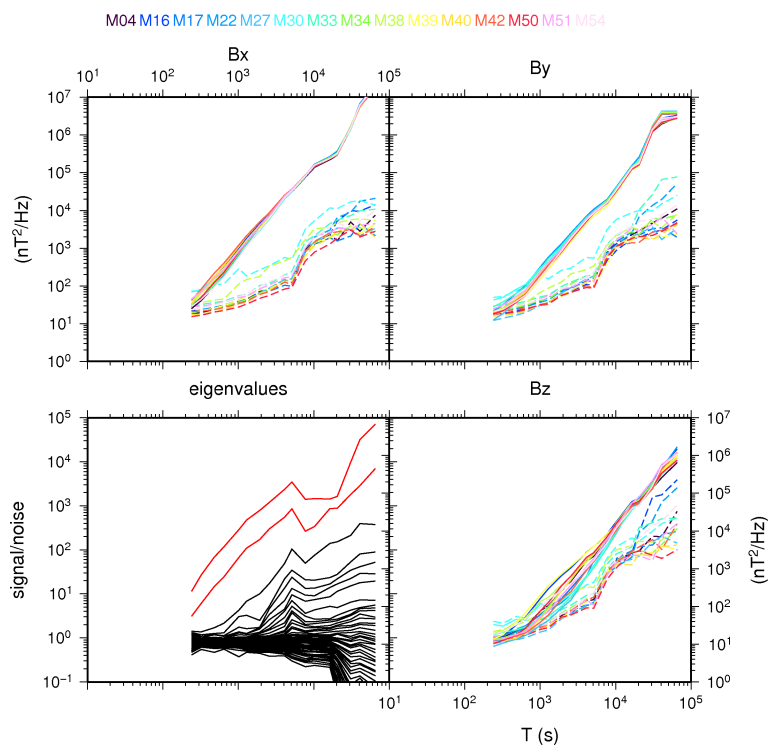 M04 M16 M17 M22 M27 M30 M33 M34 M38 M39 M40 M42 M50 M51 M54
Bx
By
10¹ 10² 10³ 10⁴ 10⁵
10⁷
10⁶
10⁵
10⁴
10³
10²
10¹
10⁰
(nT²/Hz)
eigenvalues
Bz
10⁵
10⁴
10³
10²
10¹
10⁰
10⁻¹
signal/noise
10⁷
10⁶
10⁵
10⁴
10³
10²
10¹
10⁰
(nT²/Hz)
10¹ 10² 10³ 10⁴ 10⁵
T (s)